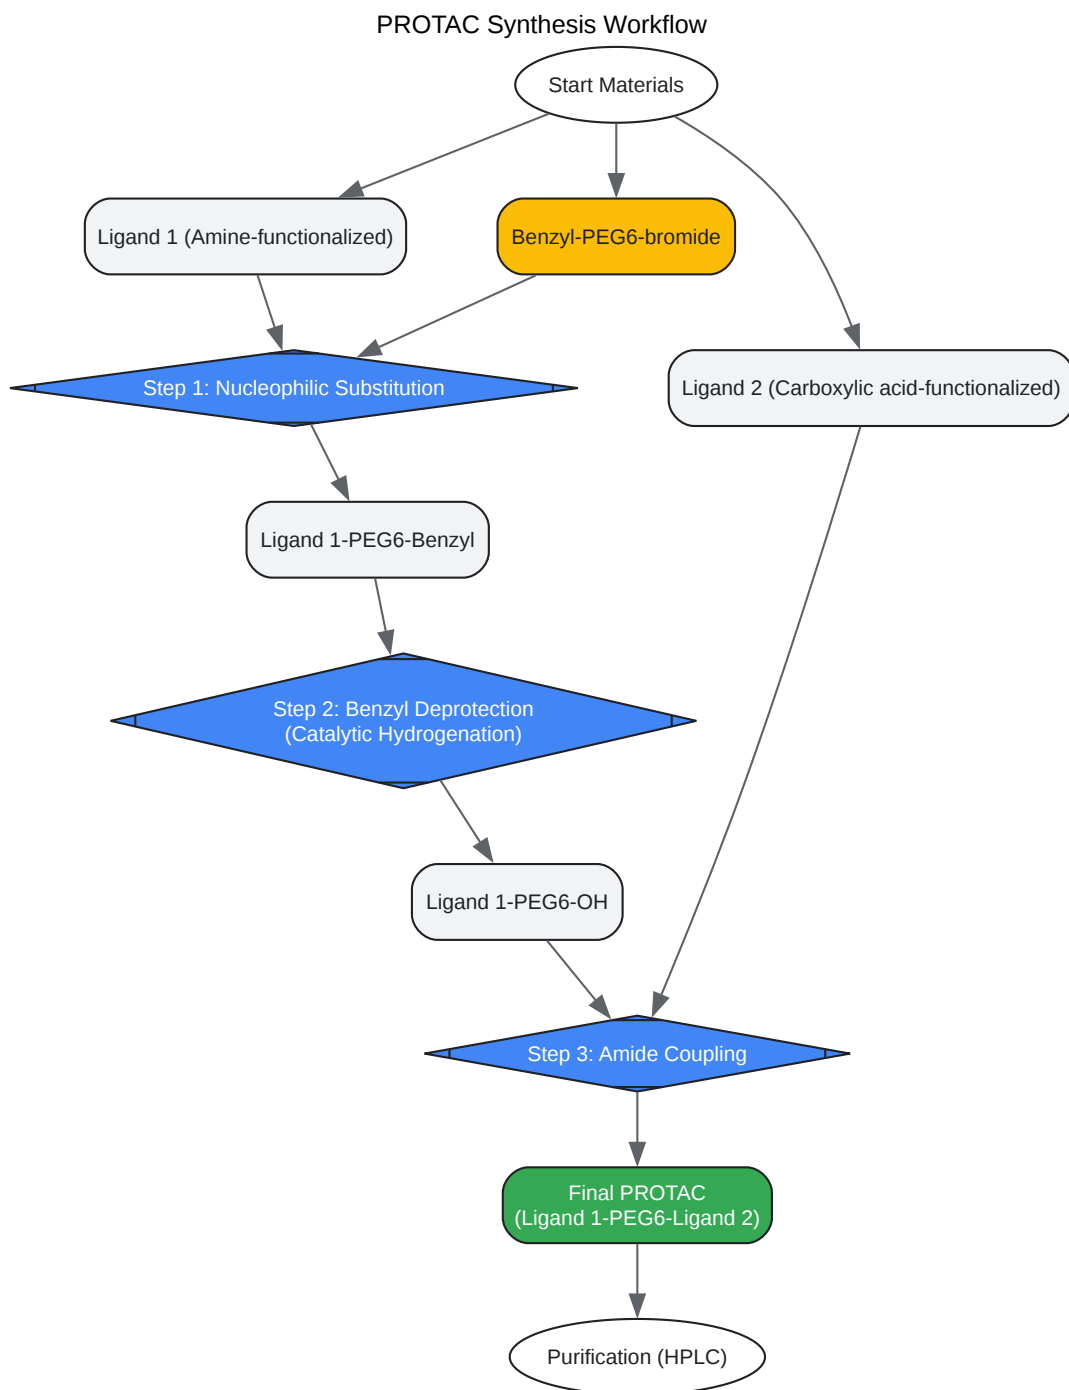 PROTAC Synthesis Workflow
Start Materials
Ligand 1 (Amine-functionalized)
Benzyl-PEG6-bromide
Step 1: Nucleophilic Substitution
Ligand 2 (Carboxylic acid-functionalized)
Ligand 1-PEG6-Benzyl
Step 2: Benzyl Deprotection
(Catalytic Hydrogenation)
Ligand 1-PEG6-OH
Step 3: Amide Coupling
Final PROTAC
(Ligand 1-PEG6-Ligand 2)
Purification (HPLC)